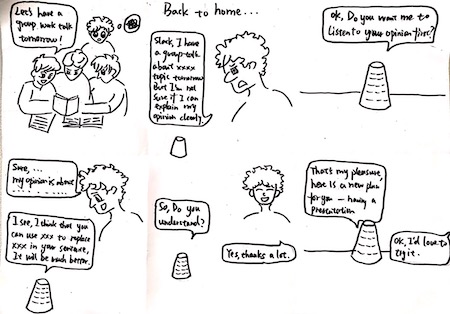 Let's have a
group work talk
tomorrow!
Back to home...
Slack, I have
a group talk
about xxxx
topic tomorrow
But I'm not
sure if I can
explain my
opinion clearly.
Ok, Do you want me to
listen to your opinion first?
Sure, ...
my opinion is about
I see, I think that you
can use xxx to replace
xxx in your sentence,
It will be much better.
So, Do you
understand?
Yes, thanks a lot.
That's my pleasure,
here is a new plan
for you - having a
presentation
Ok, I'd love to
try it.